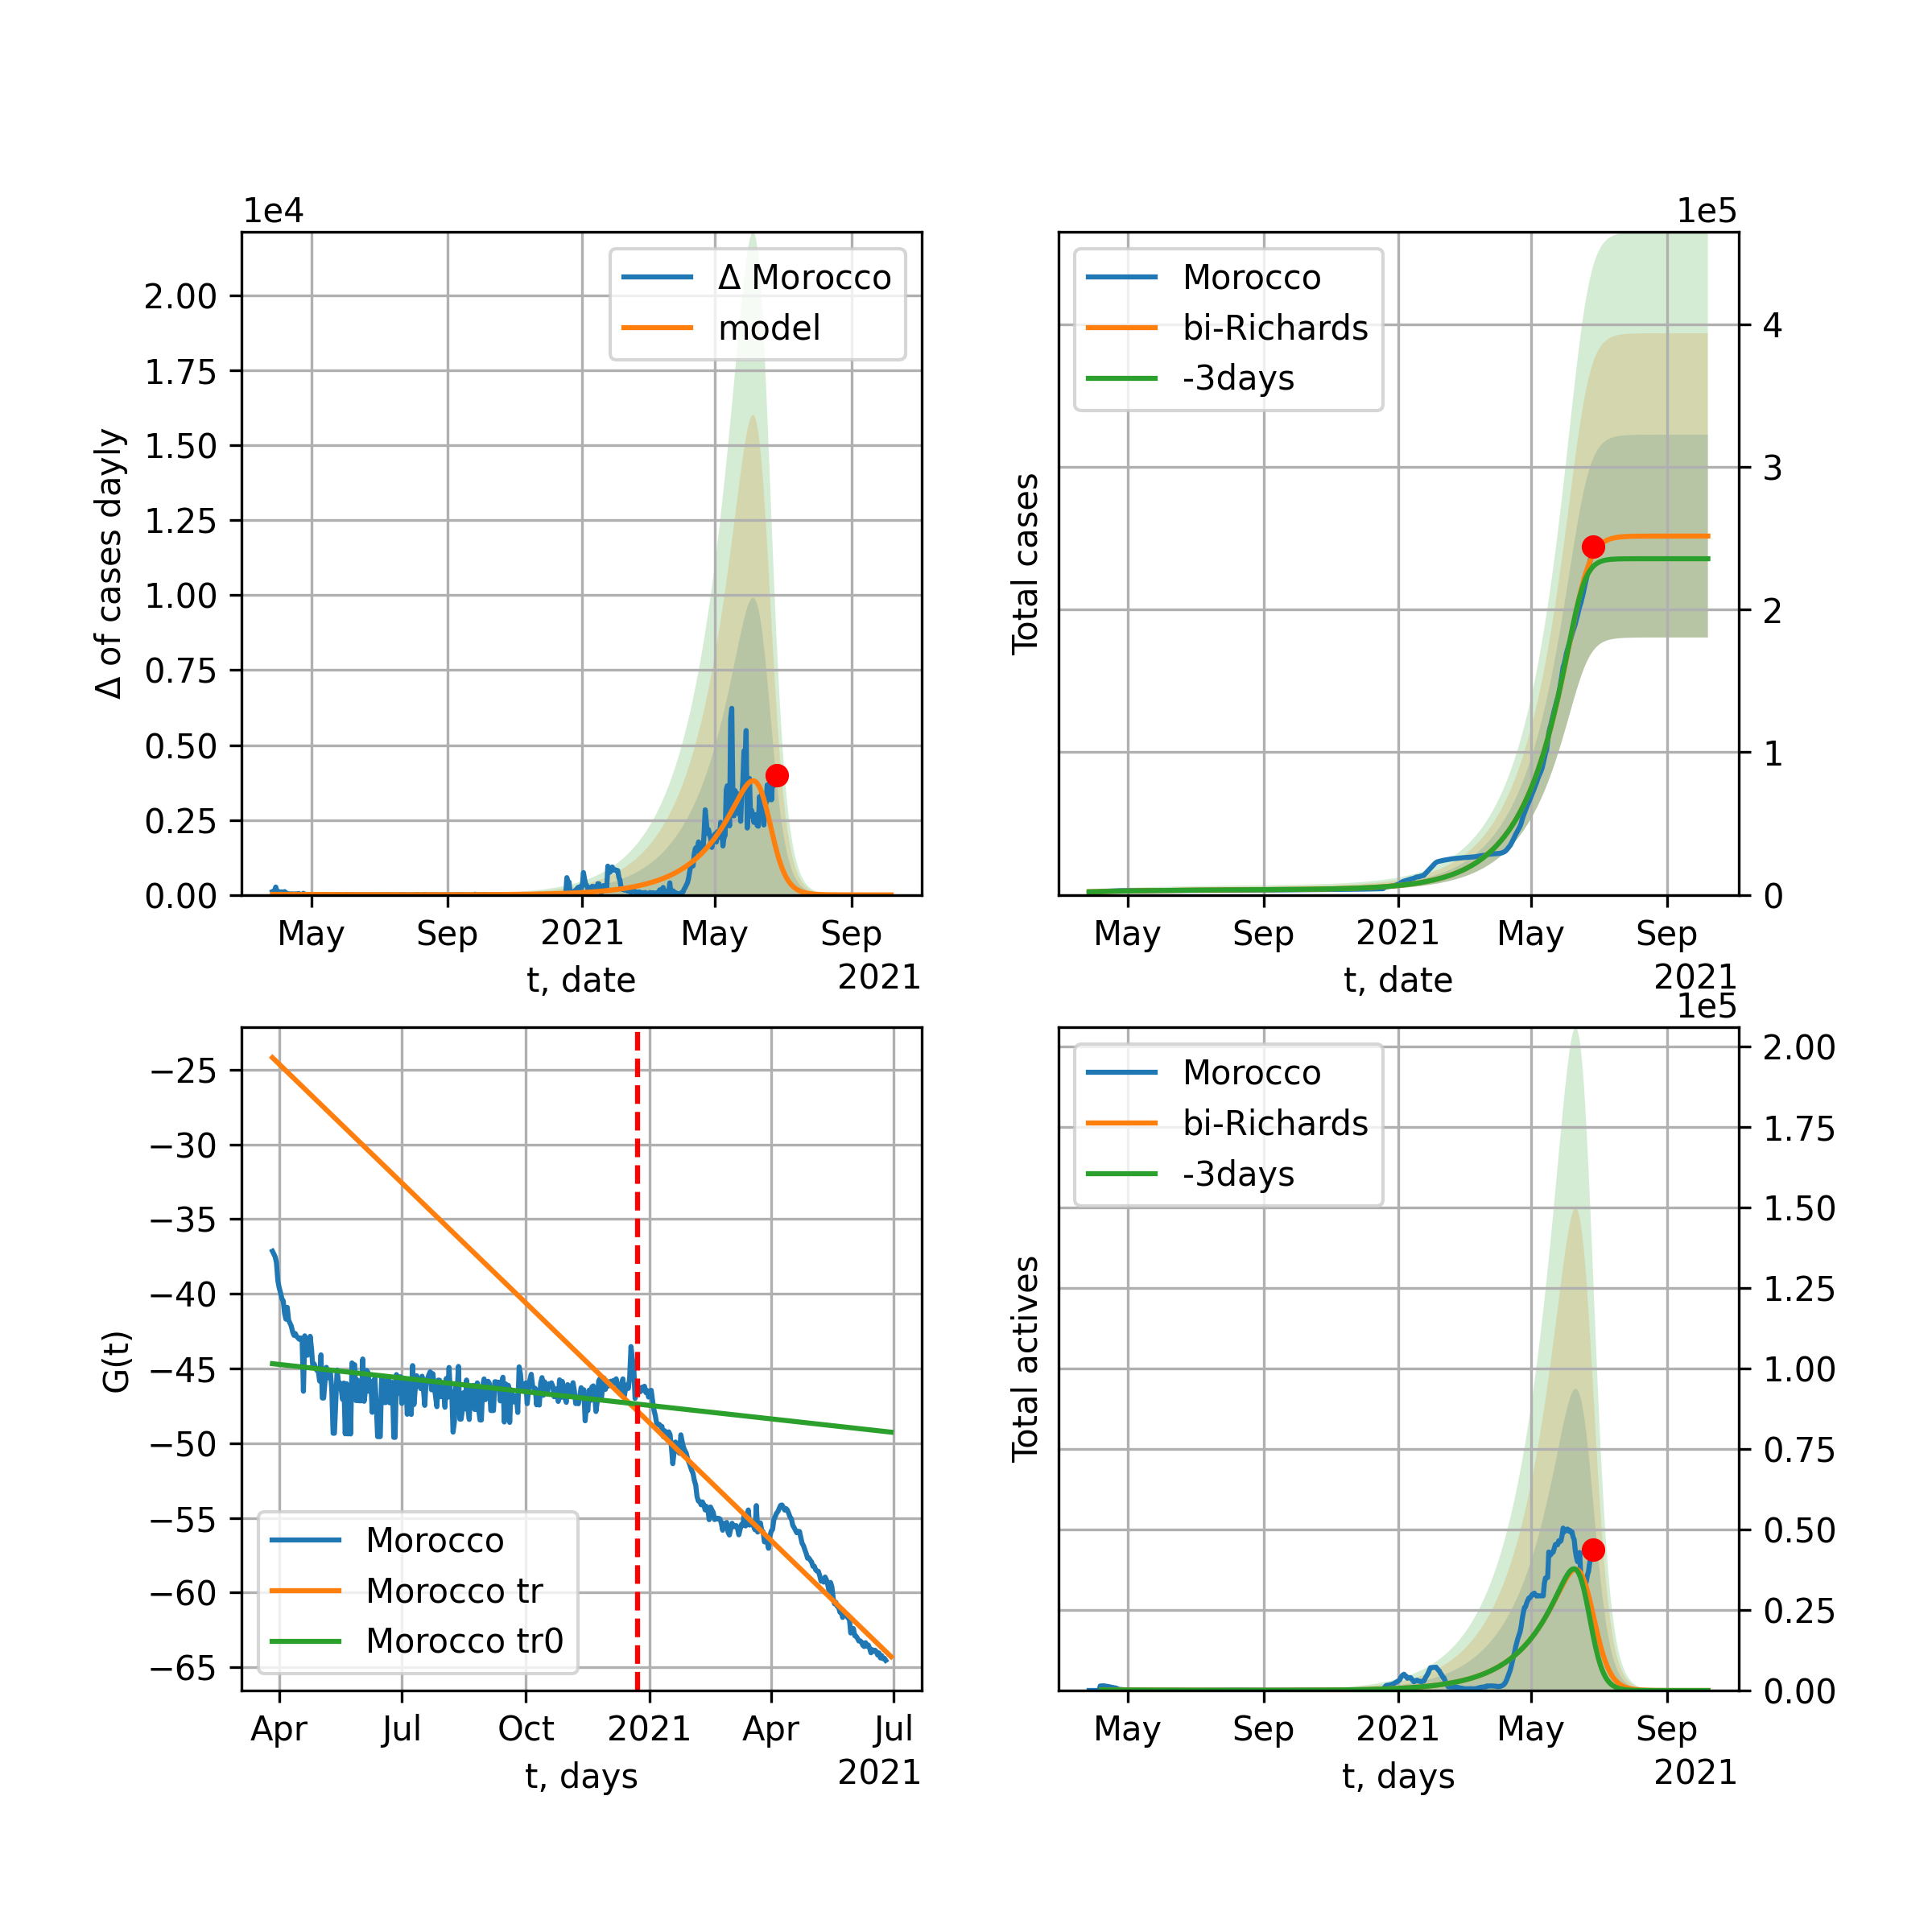 1e4
Δ of cases dayly
2.00
1.75
1.50
1.25
1.00
0.75
0.50
0.25
0.00
Δ Morocco
model
May Sep 2021 May Sep
t, date
2021
1e5
Total cases
Morocco
bi-Richards
-3days
4
3
2
1
0
May Sep 2021 May Sep
t, date
2021
G(t)
−25
−30
−35
−40
−45
−50
−55
−60
−65
Morocco
Morocco tr
Morocco tr0
Apr Jul Oct 2021 Apr Jul
t, days
2021
1e5
Total actives
Morocco
bi-Richards
-3days
2.00
1.75
1.50
1.25
1.00
0.75
0.50
0.25
0.00
May Sep 2021 May Sep
t, days
2021